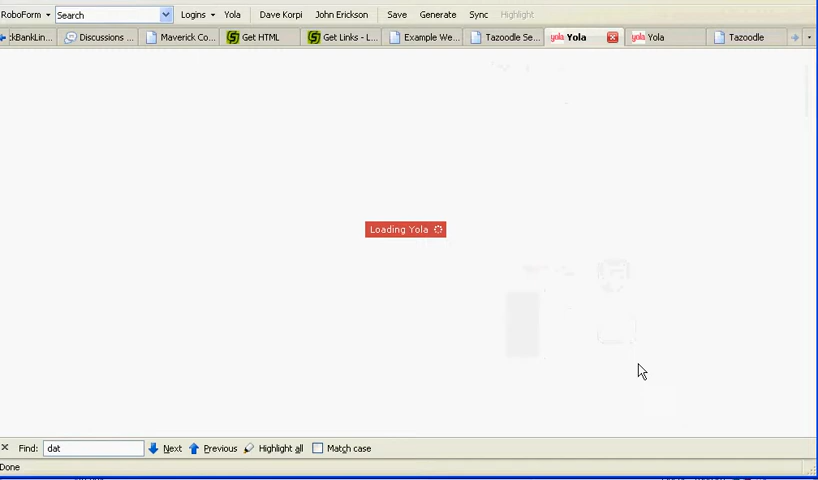 RoboForm Search Logins Yola Dave Korpi John Erickson Save Generate Sync Highlight
ckBankLin... Discussions ... Maverick Co... Get HTML Get Links - L... Example We... Tazoodle Se... yola Yola yola Yola Tazoodle
Loading Yola
Find: dat Next Previous Highlight all Match case
Done